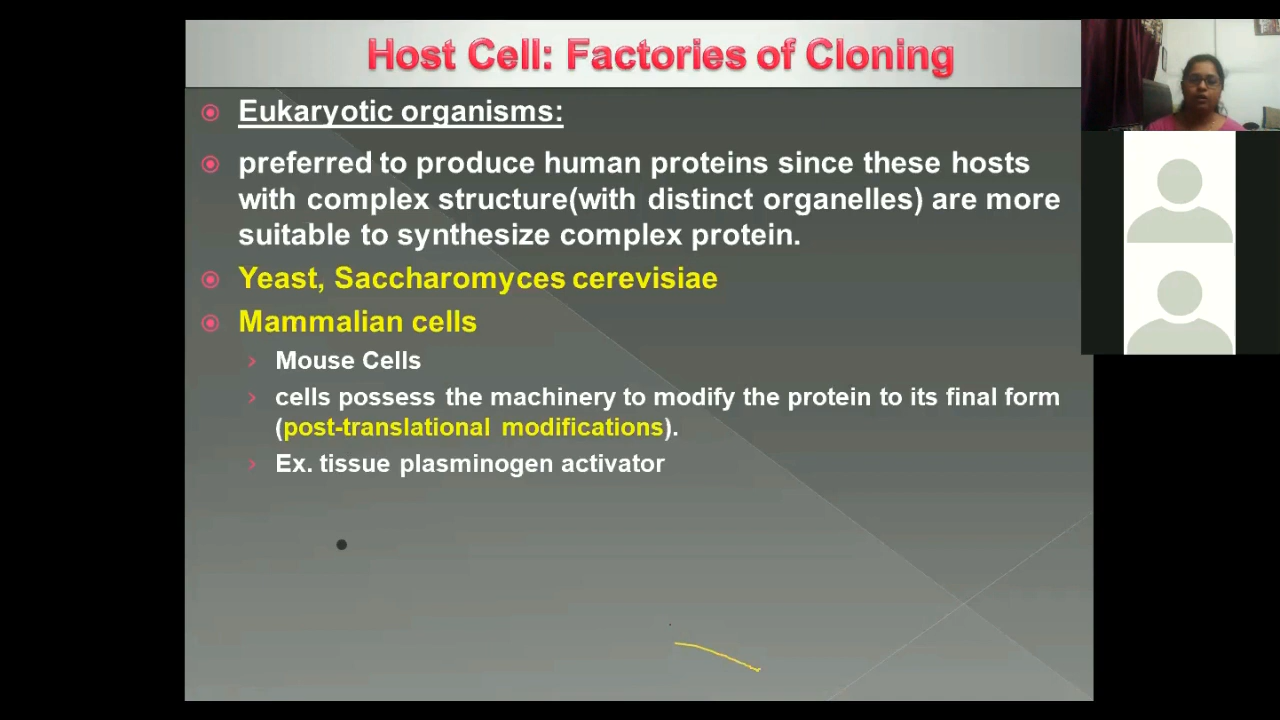 Host Cell: Factories of Cloning
Eukaryotic organisms:
preferred to produce human proteins since these hosts
with complex structure(with distinct organelles) are more
suitable to synthesize complex protein.
Yeast, Saccharomyces cerevisiae
Mammalian cells
Mouse Cells
cells possess the machinery to modify the protein to its final form
(post-translational modifications).
Ex. tissue plasminogen activator